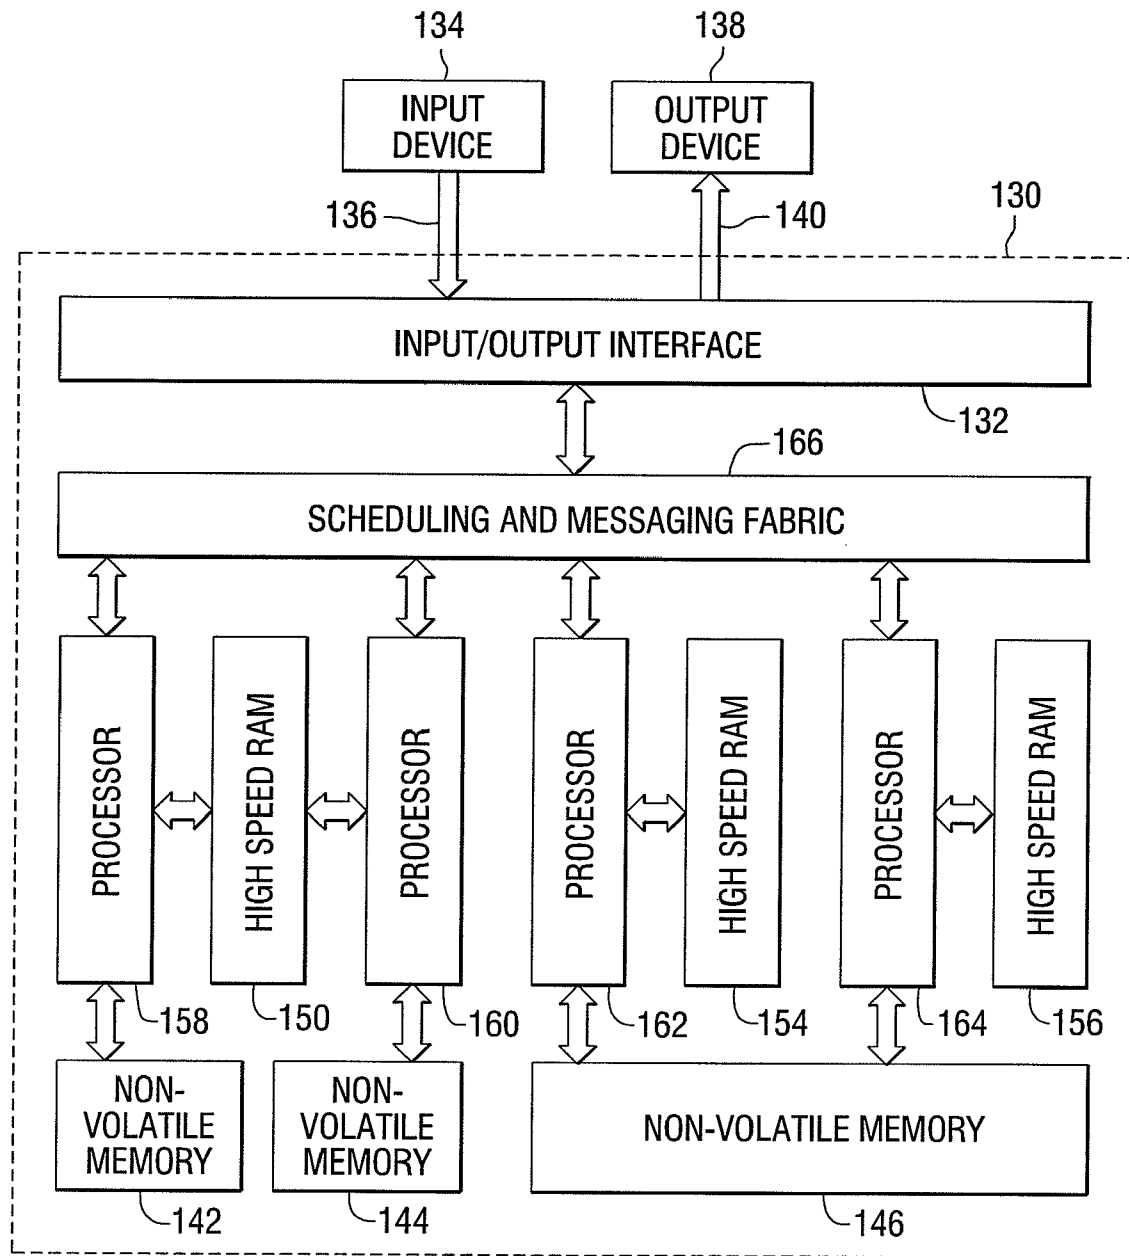 134
138
INPUT
DEVICE
OUTPUT
DEVICE
136
140
130
INPUT/OUTPUT INTERFACE
132
166
SCHEDULING AND MESSAGING FABRIC
PROCESSOR
HIGH SPEED RAM
PROCESSOR
PROCESSOR
HIGH SPEED RAM
PROCESSOR
HIGH SPEED RAM
158
150
160
162
154
164
156
NON-
VOLATILE
MEMORY
NON-
VOLATILE
MEMORY
NON-VOLATILE MEMORY
142
144
146